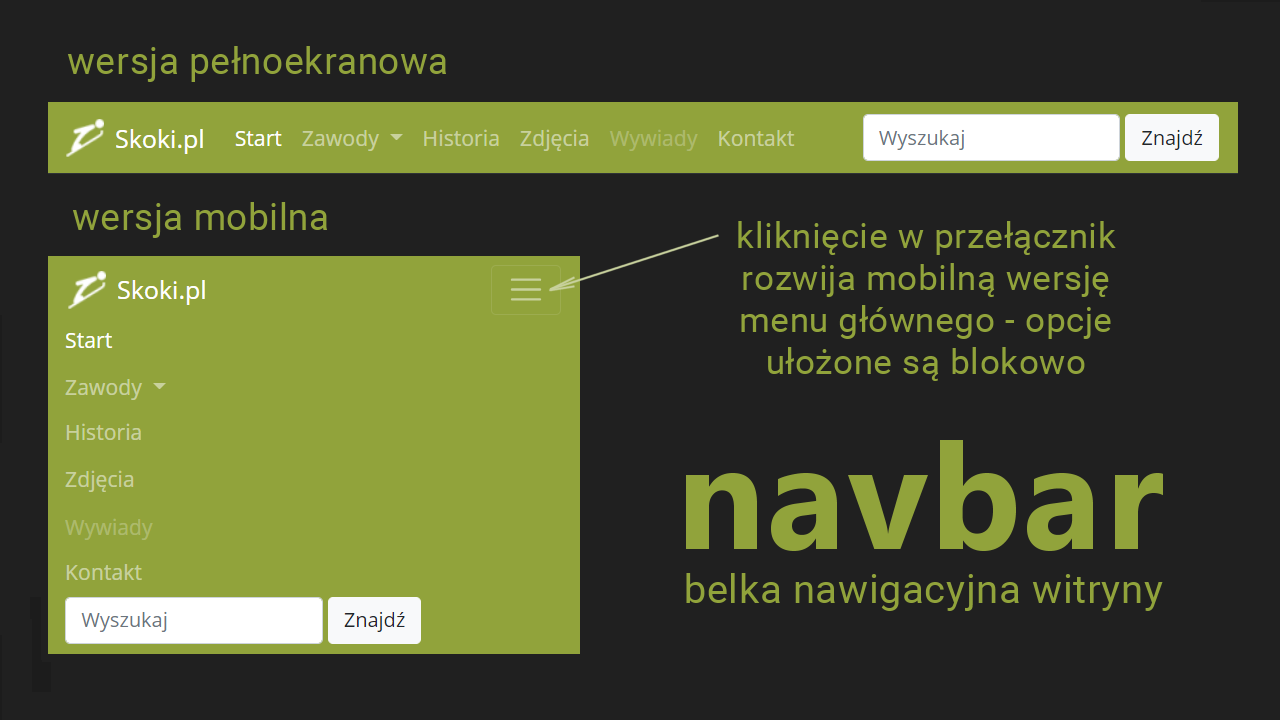 wersja pełnoekranowa
Skoki.pl Start Zawody Historia Zdjęcia Wywiady Kontakt Wyszukaj Znajdź
wersja mobilna
Skoki.pl
Start
Zawody
Historia
Zdjęcia
Wywiady
Kontakt
Wyszukaj Znajdź
kliknięcie w przełącznik
rozwija mobilną wersję
menu głównego - opcje
ułożone są blokowo
navbar
belka nawigacyjna witryny